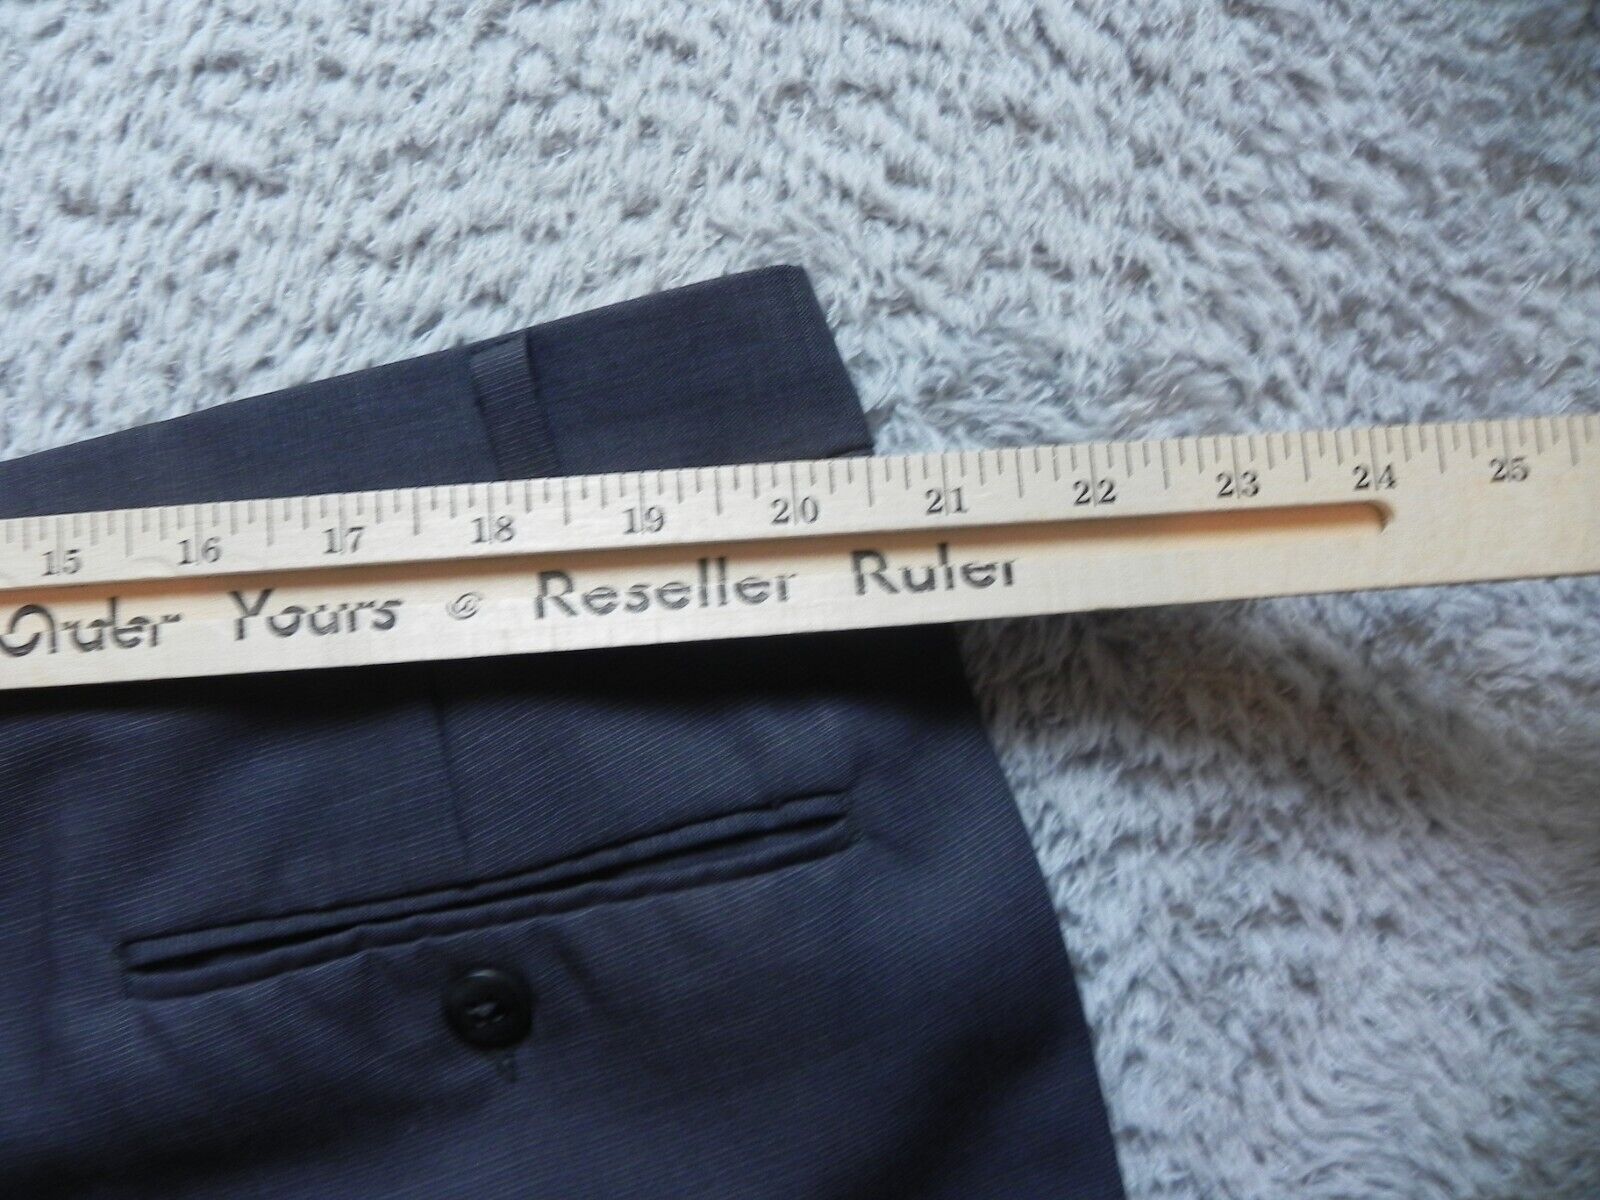 15 16 17 18 19 20 21 22 23 24 25
Order Yours @ Reseller Ruler